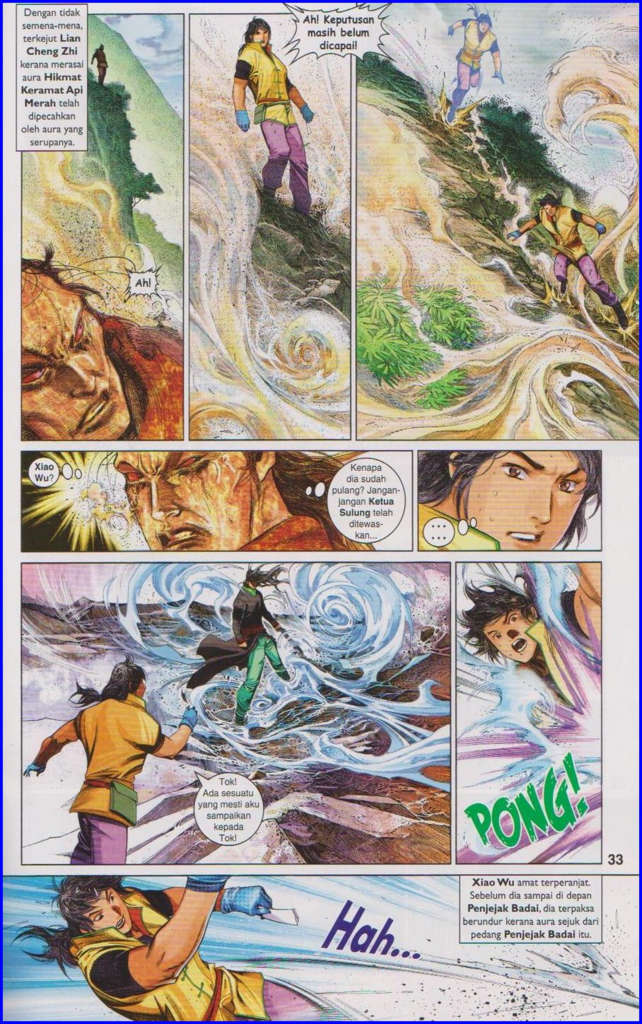 Dengan tidak
semena-mena,
terkejut Lian
Cheng Zhi
kerana merasai
aura Hikmat
Keramat Api
Merah telah
dipecahkan
oleh aura yang
serupanya.
Ah!
Ah! Keputusan
masih belum
dicapai!
Xiao
Wu?
Kenapa
dia sudah
pulang? Jangan-
jangan Ketua
Sulung telah
ditewas-
kan...
...
...
Tok!
Ada sesuatu
yang mesti aku
sampaikan
kepada
Tok!
PONG!
33
Xiao Wu amat terperanjat.
Sebelum dia sampai di depan
Penjejak Badai, dia terpaksa
berundur kerana aura sejuk dari
pedang Penjejak Badai itu.
Hah...